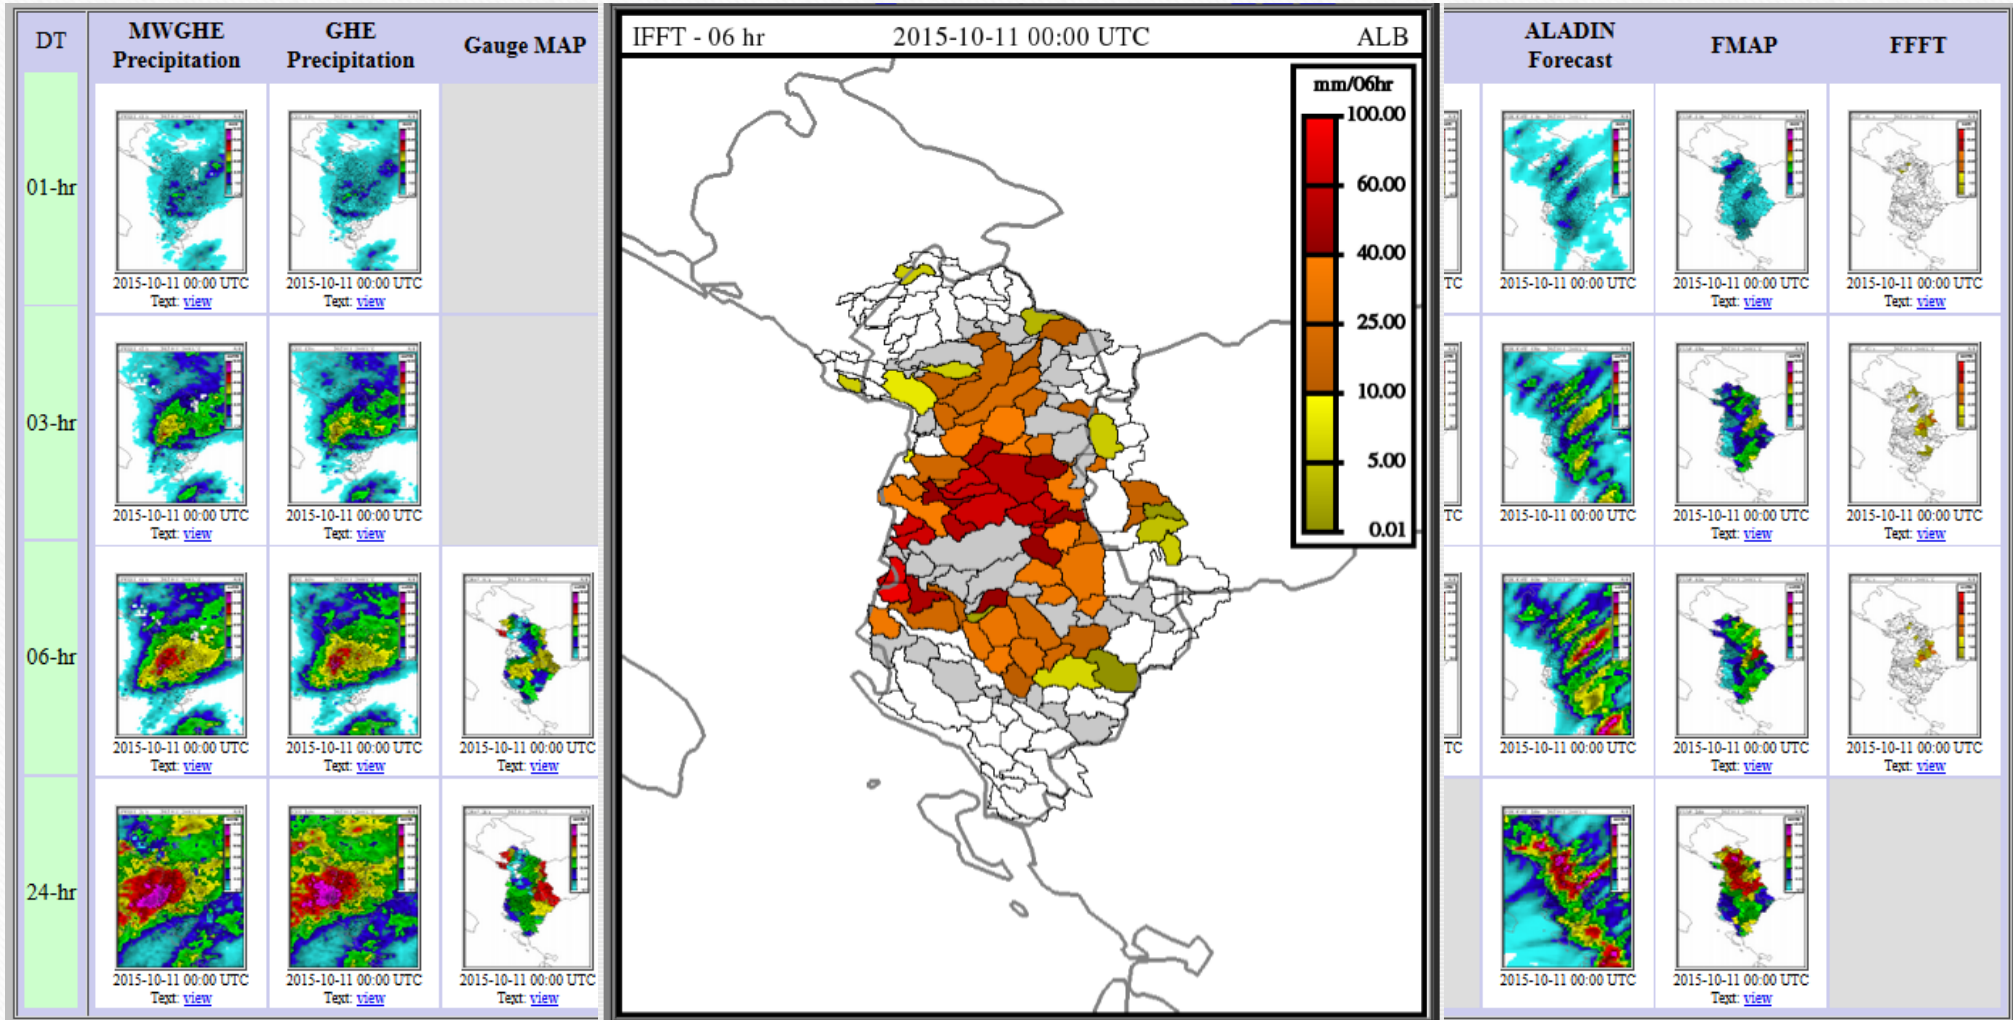 DT
MWGHE
Precipitation
GHE
Precipitation
Gauge MAP
01-hr
2015-10-11 00:00 UTC
Text: view
2015-10-11 00:00 UTC
Text: view
03-hr
2015-10-11 00:00 UTC
Text: view
2015-10-11 00:00 UTC
Text: view
06-hr
2015-10-11 00:00 UTC
Text: view
2015-10-11 00:00 UTC
Text: view
2015-10-11 00:00 UTC
Text: view
24-hr
2015-10-11 00:00 UTC
Text: view
2015-10-11 00:00 UTC
Text: view
2015-10-11 00:00 UTC
Text: view
IFFT - 06 hr 2015-10-11 00:00 UTC ALB
mm/06hr
100.00
60.00
40.00
25.00
10.00
5.00
0.01
ALADIN
Forecast
FMAP
FFFT
TC
2015-10-11 00:00 UTC
2015-10-11 00:00 UTC
Text: view
2015-10-11 00:00 UTC
Text: view
TC
2015-10-11 00:00 UTC
2015-10-11 00:00 UTC
Text: view
2015-10-11 00:00 UTC
Text: view
TC
2015-10-11 00:00 UTC
2015-10-11 00:00 UTC
Text: view
2015-10-11 00:00 UTC
Text: view
2015-10-11 00:00 UTC
2015-10-11 00:00 UTC
Text: view